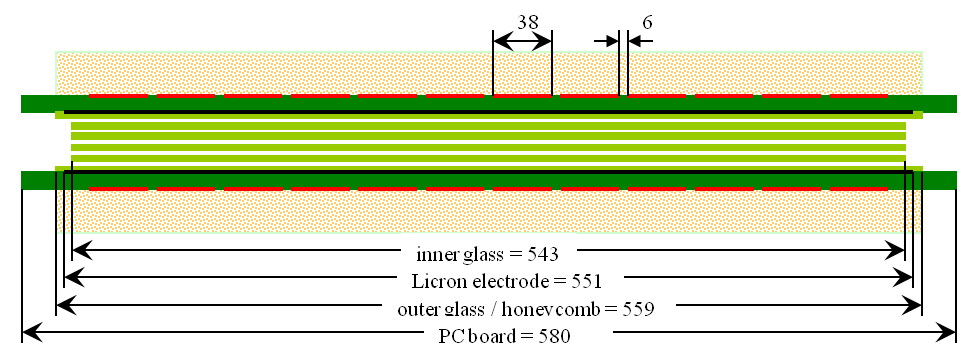 38 6
inner glass = 543
Licron electrode = 551
outer glass / honeycomb = 559
PC board = 580